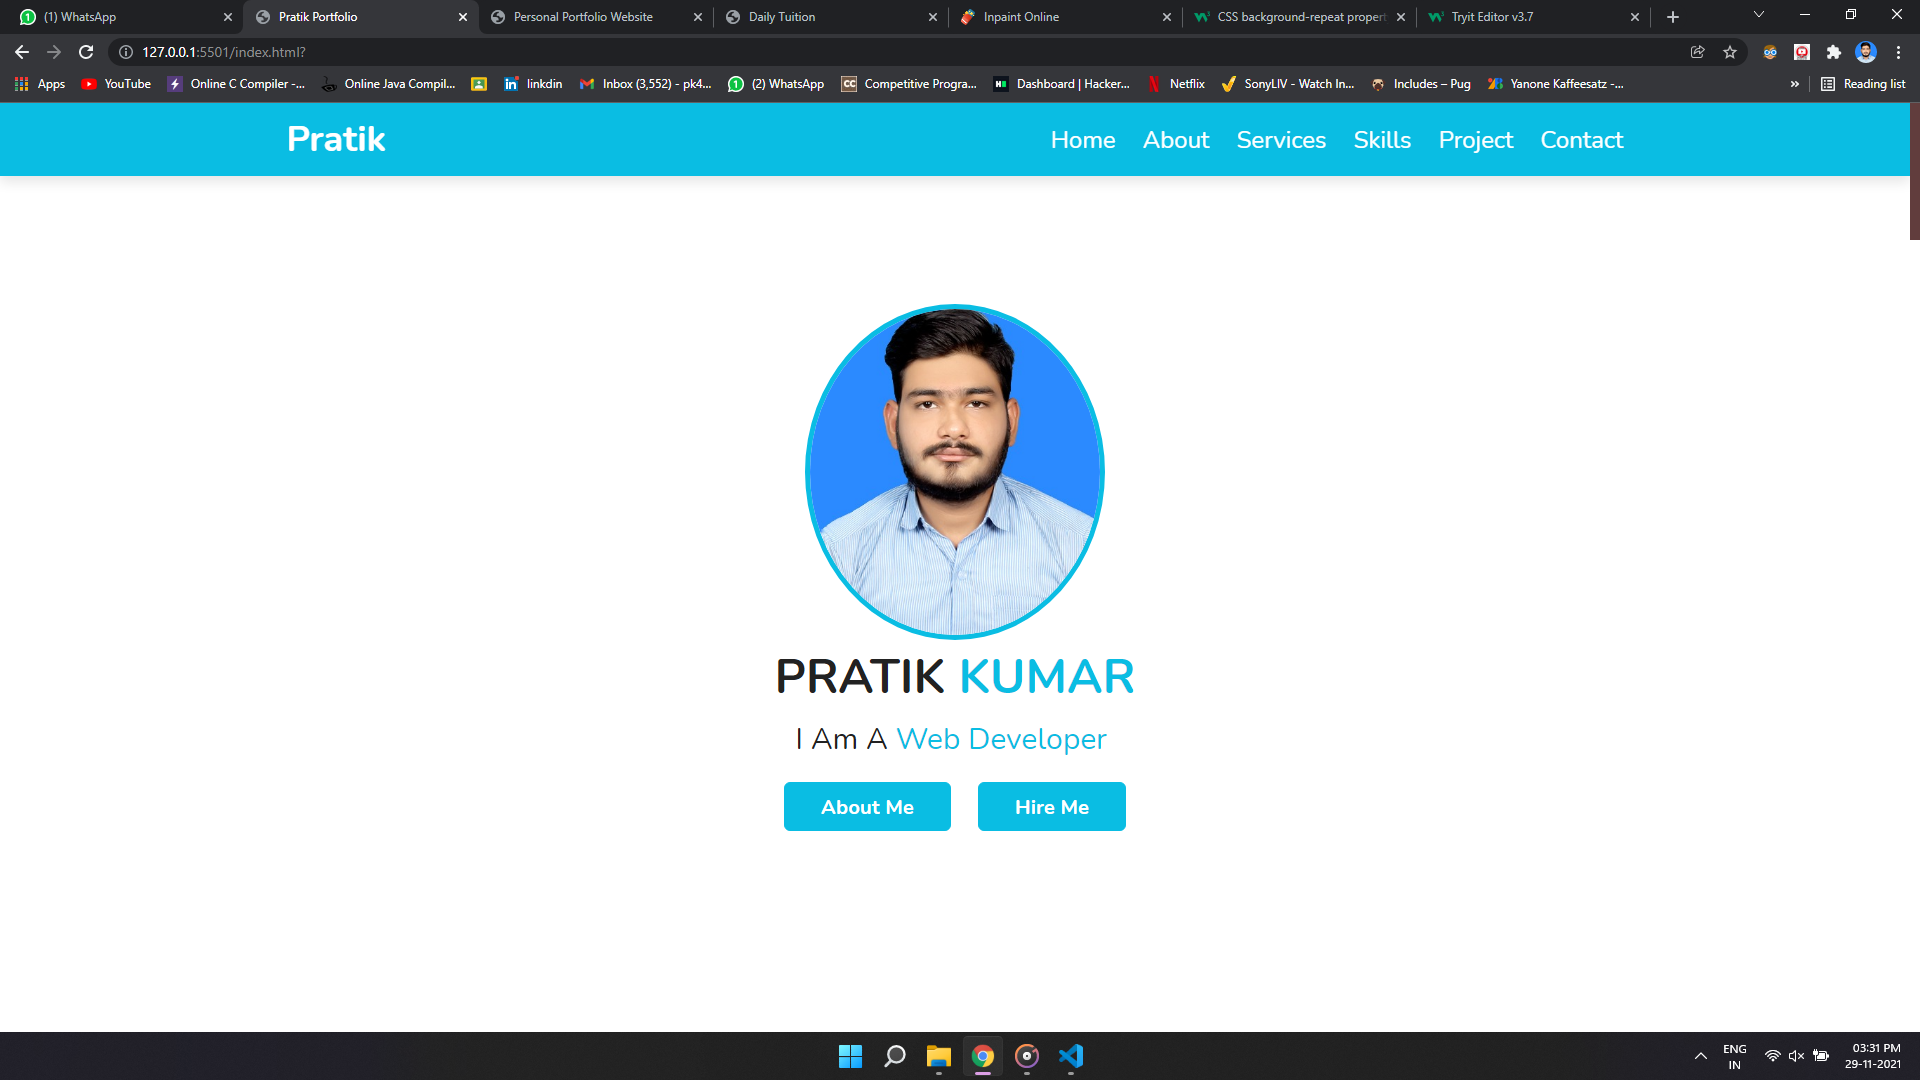 (1) WhatsApp
Pratik Portfolio
Personal Portfolio Website
Daily Tuition
Inpaint Online
CSS background-repeat propert
Tryit Editor v3.7
127.0.0.1:5501/index.html?
Apps
YouTube
Online C Compiler -...
Online Java Compil...
linkdin
Inbox (3,552) - pk4...
(2) WhatsApp
Competitive Progra...
Dashboard | Hacker...
Netflix
SonyLIV - Watch In...
Includes – Pug
Yanone Kaffeesatz -...
»
Reading list
Pratik
Home
About
Services
Skills
Project
Contact
PRATIK KUMAR
I Am A Web Developer
About Me
Hire Me
ENG
IN
03:31 PM
29-11-2021